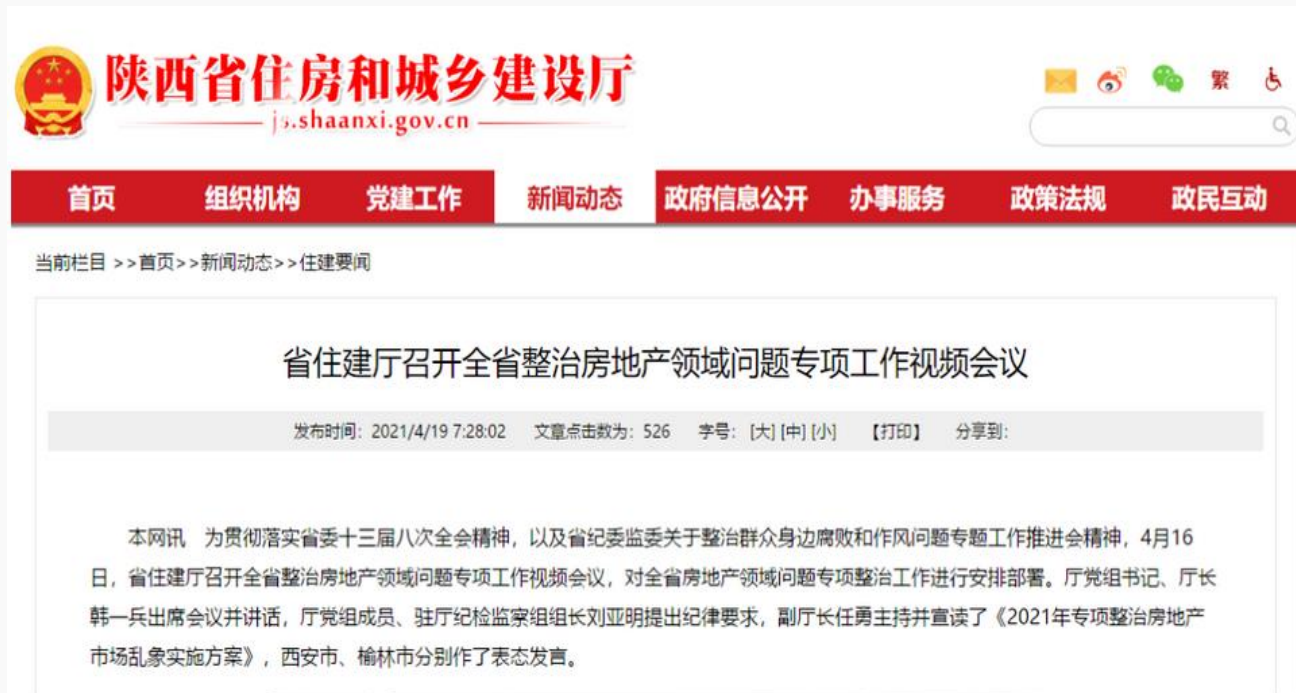 陕西省住房和城乡建设厅
js.shaanxi.gov.cn
繁
首页 组织机构 党建工作 新闻动态 政府信息公开 办事服务 政策法规 政民互动
当前栏目 >>首页>>新闻动态>>住建要闻
省住建厅召开全省整治房地产领域问题专项工作视频会议
发布时间：2021/4/19 7:28:02 文章点击数为：526 字号：[大] [中] [小] 【打印】 分享到：
本网讯 为贯彻落实省委十三届八次全会精神，以及省纪委监委关于整治群众身边腐败和作风问题专题工作推进会精神，4月16
日，省住建厅召开全省整治房地产领域问题专项工作视频会议，对全省房地产领域问题专项整治工作进行安排部署。厅党组书记、厅长
韩一兵出席会议并讲话，厅党组成员、驻厅纪检监察组组长刘亚明提出纪律要求，副厅长任勇主持并宣读了《2021年专项整治房地产
市场乱象实施方案》，西安市、榆林市分别作了表态发言。